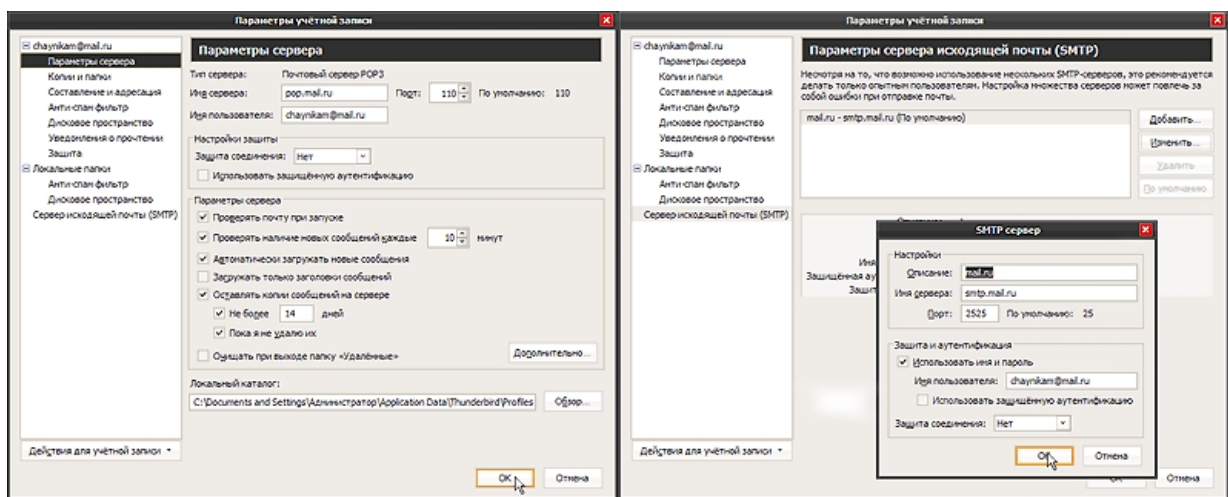 Параметры учётной записи
chaynikam@mail.ru
Параметры сервера
Копии и папки
Составление и адресация
Анти-спам фильтр
Дисковое пространство
Уведомления о прочтении
Защита
Локальные папки
Анти-спам фильтр
Дисковое пространство
Сервер исходящей почты (SMTP)
Действия для учётной записи
Параметры сервера
Тип сервера: Почтовый сервер POP3
Имя сервера: pop.mail.ru Порт: 110 По умолчанию: 110
Имя пользователя: chaynikam@mail.ru
Настройки защиты
Защита соединения: Нет
Использовать защищённую аутентификацию
Параметры сервера
Проверять почту при запуске
Проверять наличие новых сообщений каждые 10 минут
Автоматически загружать новые сообщения
Загружать только заголовки сообщений
Оставлять копии сообщений на сервере
Не более 14 дней
Пока я не удалю их
Очищать при выходе папку «Удалённые»
Дополнительно...
Локальный каталог:
C:\Documents and Settings\Администратор\Application Data\Thunderbird\Profiles Обзор...
OK Отмена
Параметры учётной записи
chaynikam@mail.ru
Параметры сервера
Копии и папки
Составление и адресация
Анти-спам фильтр
Дисковое пространство
Уведомления о прочтении
Защита
Локальные папки
Анти-спам фильтр
Дисковое пространство
Сервер исходящей почты (SMTP)
Действия для учётной записи
Параметры сервера исходящей почты (SMTP)
Несмотря на то, что возможно использование нескольких SMTP-серверов, это рекомендуется
делать только опытным пользователям. Настройка множества серверов может повлечь за
собой ошибки при отправке почты.
mail.ru - smtp.mail.ru (По умолчанию)
Добавить...
Изменить...
Удалить
По умолчанию
Имя
Защищённая
SMTP сервер
Настройки
Описание: mail.ru
Имя сервера: smtp.mail.ru
Порт: 2525 По умолчанию: 25
Защита и аутентификация
Использовать имя и пароль
Имя пользователя: chaynikam@mail.ru
Использовать защищённую аутентификацию
Защита соединения: Нет
OK Отмена
Отмена